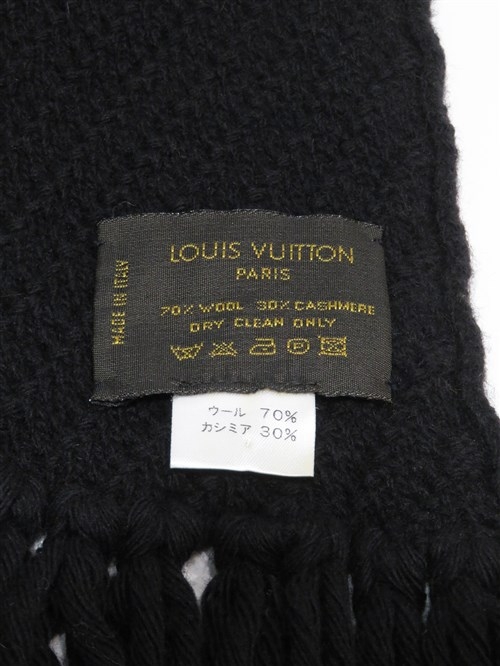 LOUIS VUITTON
PARIS
MADE IN ITALY
70% WOOL 30% CASHMERE
DRY CLEAN ONLY
ウール 70%
カシミア 30%